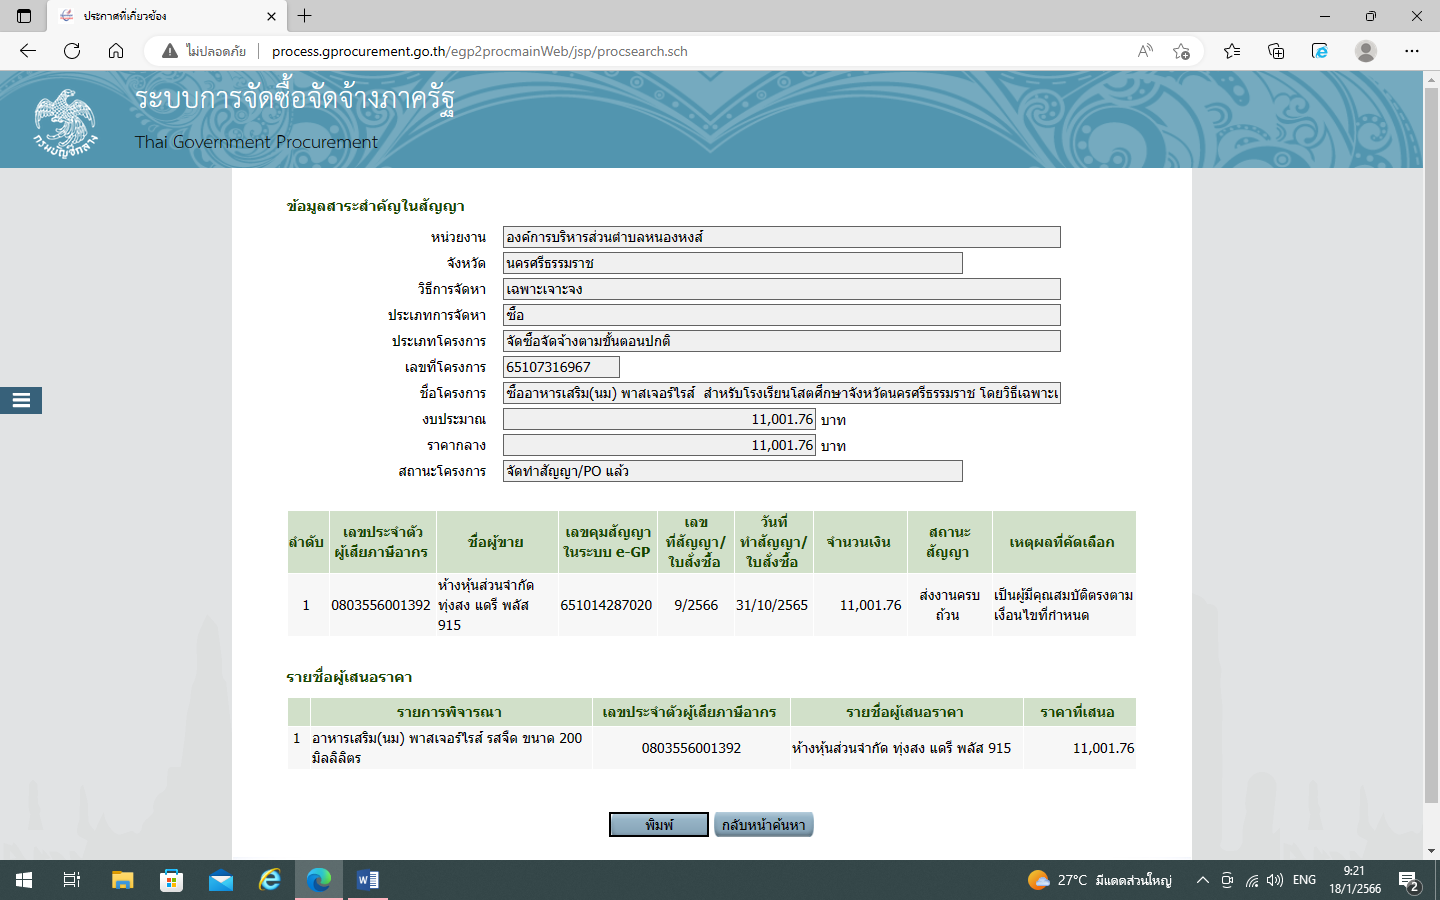 ประกาศที่เกี่ยวข้อง
ไม่ปลอดภัย
process.gprocurement.go.th/egp2procmainWeb/jsp/procsearch.sch
กรมบัญชีกลาง
ระบบการจัดซื้อจัดจ้างภาครัฐ
Thai Government Procurement
ข้อมูลสาระสำคัญในสัญญา
หน่วยงาน องค์การบริหารส่วนตำบลหนองหงส์
จังหวัด นครศรีธรรมราช
วิธีการจัดหา เฉพาะเจาะจง
ประเภทการจัดหา ซื้อ
ประเภทโครงการ จัดซื้อจัดจ้างตามขั้นตอนปกติ
เลขที่โครงการ 65107316967
ชื่อโครงการ ซื้ออาหารเสริม(นม) พาสเจอร์ไรส์ สำหรับโรงเรียนโสตศึกษาจังหวัดนครศรีธรรมราช โดยวิธีเฉพาะเ
งบประมาณ 11,001.76 บาท
ราคากลาง 11,001.76 บาท
สถานะโครงการ จัดทำสัญญา/PO แล้ว
ลำดับ
เลขประจำตัว
ผู้เสียภาษีอากร
ชื่อผู้ขาย
เลขคุมสัญญา
ในระบบ e-GP
เลข
ที่สัญญา/
ใบสั่งซื้อ
วันที่
ทำสัญญา/
ใบสั่งซื้อ
จำนวนเงิน
สถานะ
สัญญา
เหตุผลที่คัดเลือก
1
0803556001392
ห้างหุ้นส่วนจำกัด
ทุ่งสง แดรี่ พลัส
915
651014287020
9/2566
31/10/2565
11,001.76
ส่งงานครบ
ถ้วน
เป็นผู้มีคุณสมบัติตรงตาม
เงื่อนไขที่กำหนด
รายชื่อผู้เสนอราคา
รายการพิจารณา
เลขประจำตัวผู้เสียภาษีอากร
รายชื่อผู้เสนอราคา
ราคาที่เสนอ
1
อาหารเสริม(นม) พาสเจอร์ไรส์ รสจืด ขนาด 200
มิลลิลิตร
0803556001392
ห้างหุ้นส่วนจำกัด ทุ่งสง แดรี่ พลัส 915
11,001.76
พิมพ์
กลับหน้าค้นหา
27°C มีแดดส่วนใหญ่
ENG
9:21
18/1/2566
2